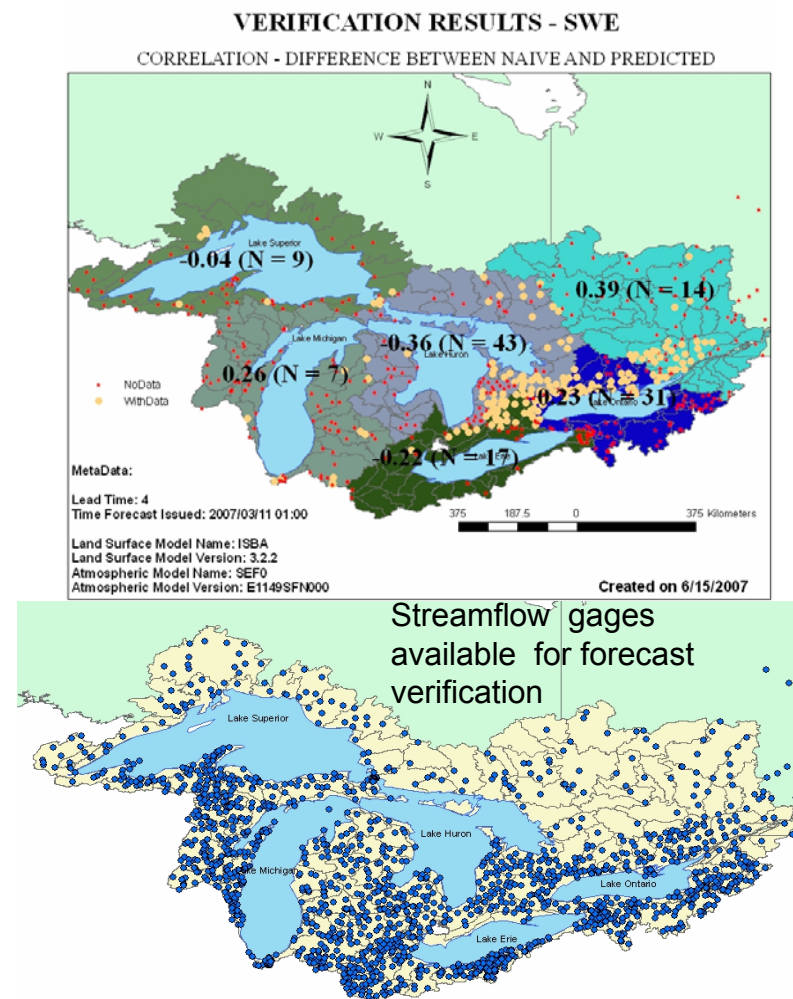 VERIFICATION RESULTS - SWE
CORRELATION - DIFFERENCE BETWEEN NAIVE AND PREDICTED
N
W E
S
Lake Superior
-0.04 (N = 9)
0.39 (N = 14)
Lake Michigan
-0.36 (N = 43)
Lake Huron
0.26 (N = 7)
NoData
WithData
0.23 (N = 31)
Lake Ontario
-0.22 (N = 17)
Lake Erie
MetaData:
Lead Time: 4
Time Forecast Issued: 2007/03/11 01:00
375 187.5 0 375 Kilometers
Land Surface Model Name: ISBA
Land Surface Model Version: 3.2.2
Atmospheric Model Name: SEF0
Atmospheric Model Version: E1149SFN000
Created on 6/15/2007
Streamflow gages
available for forecast
verification
Lake Superior
Lake Huron
Lake Michigan
Lake Ontario
Lake Erie